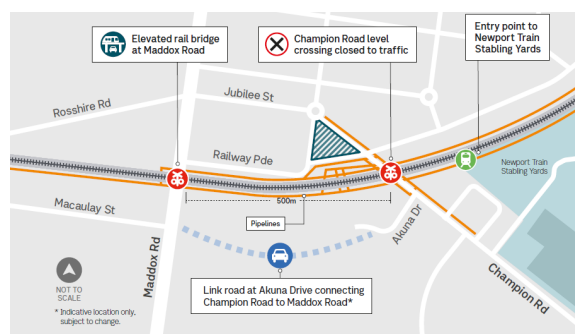 Elevated rail bridge
at Maddox Road
Champion Road level
crossing closed to traffic
Entry point to
Newport Train
Stabling Yards
Rosshire Rd
Jubilee St
Railway Pde
Newport Train
Stabling Yards
500m
Macaulay St
Pipelines
Akuna Dr
Maddox Rd
Champion Rd
NOT TO
SCALE
Link road at Akuna Drive connecting
Champion Road to Maddox Road*
* Indicative location only,
subject to change.